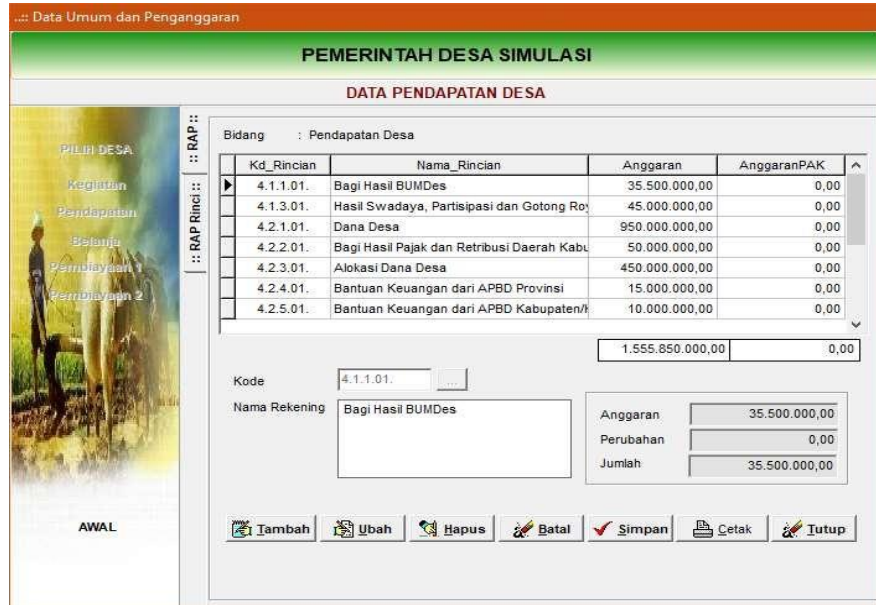 ..:: Data Umum dan Penganggaran
PEMERINTAH DESA SIMULASI
DATA PENDAPATAN DESA
PILIH DESA
Kegiatan
Pendapatan
Belanja
Pembiayaan 1
Pembiayaan 2
AWAL
:: RAP ::
:: RAP Rinci ::
Bidang : Pendapatan Desa
Kd_Rincian Nama_Rincian Anggaran AnggaranPAK
4.1.1.01. Bagi Hasil BUMDes 35.500.000,00 0,00
4.1.3.01. Hasil Swadaya, Partisipasi dan Gotong Roy 45.000.000,00 0,00
4.2.1.01. Dana Desa 950.000.000,00 0,00
4.2.2.01. Bagi Hasil Pajak dan Retribusi Daerah Kabu 50.000.000,00 0,00
4.2.3.01. Alokasi Dana Desa 450.000.000,00 0,00
4.2.4.01. Bantuan Keuangan dari APBD Provinsi 15.000.000,00 0,00
4.2.5.01. Bantuan Keuangan dari APBD Kabupaten/ 10.000.000,00 0,00
1.555.850.000,00 0,00
Kode 4.1.1.01. ...
Nama Rekening Bagi Hasil BUMDes
Anggaran 35.500.000,00
Perubahan 0,00
Jumlah 35.500.000,00
Tambah Ubah Hapus Batal Simpan Cetak Tutup